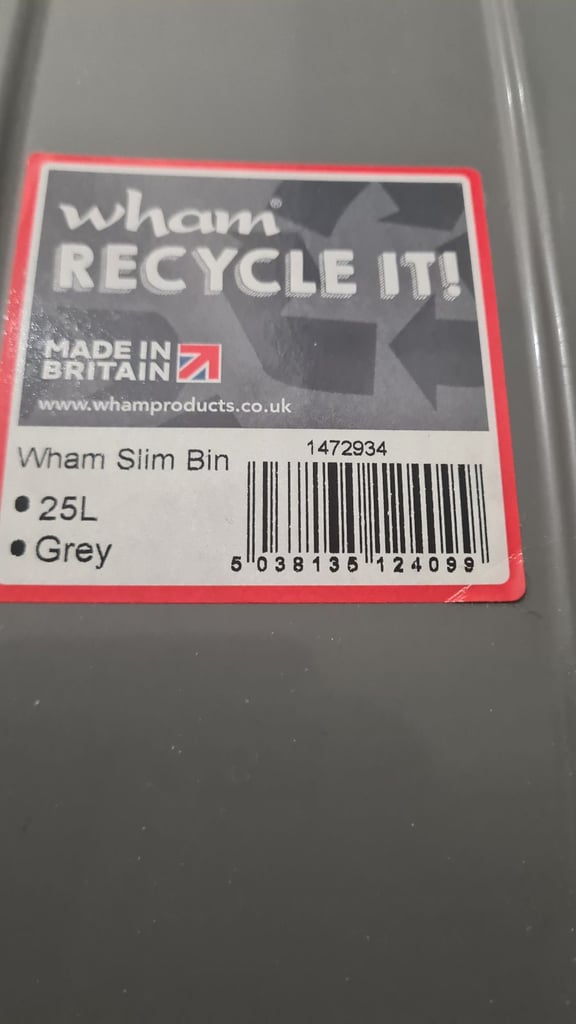 wham®
RECYCLE IT!
MADE IN
BRITAIN
www.whamproducts.co.uk
Wham Slim Bin
1472934
• 25L
• Grey
5 038135 124099